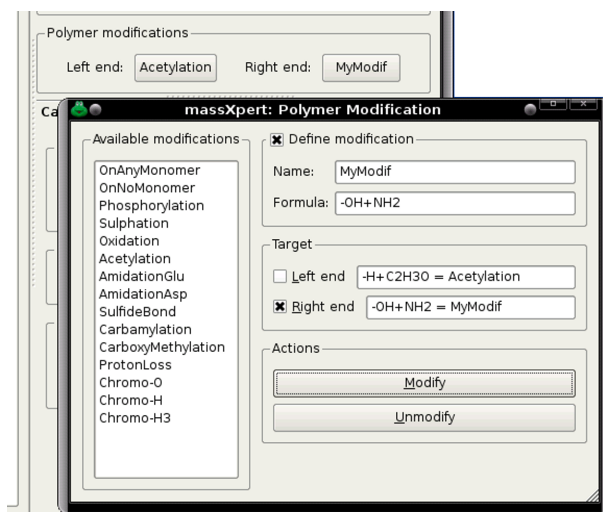 Polymer modifications
Left end: Acetylation Right end: MyModif
Ca
massXpert: Polymer Modification
Available modifications
OnAnyMonomer
OnNoMonomer
Phosphorylation
Sulphation
Oxidation
Acetylation
AmidationGlu
AmidationAsp
SulfideBond
Carbamylation
CarboxyMethylation
ProtonLoss
Chromo-O
Chromo-H
Chromo-H3
Define modification
Name: MyModif
Formula: -OH+NH2
Target
Left end -H+C2H3O = Acetylation
Right end -OH+NH2 = MyModif
Actions
Modify
Unmodify